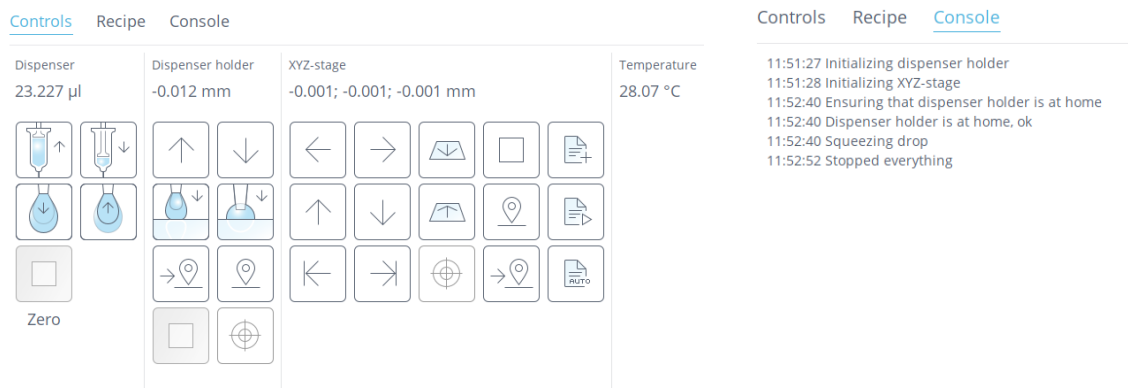 Controls Recipe Console
Dispenser
23.227 µl
Zero
Dispenser holder
-0.012 mm
XYZ-stage
-0.001; -0.001; -0.001 mm
AUTO
Temperature
28.07 °C
Controls Recipe Console
11:51:27 Initializing dispenser holder
11:51:28 Initializing XYZ-stage
11:52:40 Ensuring that dispenser holder is at home
11:52:40 Dispenser holder is at home, ok
11:52:40 Squeezing drop
11:52:52 Stopped everything